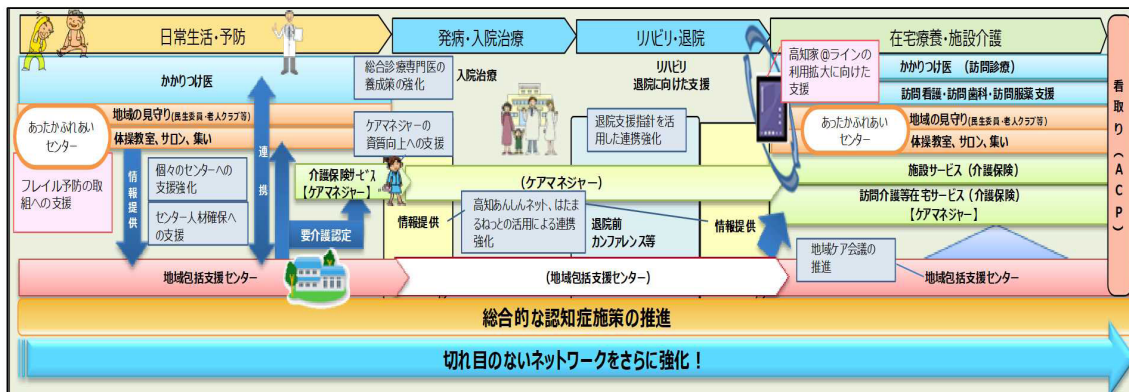 日常生活・予防
発病・入院治療
リハビリ・退院
在宅療養・施設介護
かかりつけ医
地域の見守り(民生委員・老人クラブ等)
あったかふれあい
センター
体操教室、サロン、集い
フレイル予防の取
組への支援
情報提供
個々のセンターへの
支援強化
センター人材確保へ
の支援
連携
要介護認定
介護保険サービス
【ケアマネジャー】
地域包括支援センター
総合診療専門医の
養成策の強化
ケアマネジャーの
資質向上への支援
入院治療
リハビリ
退院に向けた支援
退院支援指針を活
用した連携強化
(ケアマネジャー)
情報提供
高知あんしんネット、はたま
るねっとの活用による連携
強化
退院前
カンファレンス等
情報提供
(地域包括支援センター)
高知家@ラインの
利用拡大に向けた
支援
かかりつけ医 (訪問診療)
訪問看護・訪問歯科・訪問服薬支援
あったかふれあい
センター
地域の見守り(民生委員・老人クラブ等)
体操教室、サロン、集い
施設サービス(介護保険)
訪問介護等在宅サービス(介護保険)
【ケアマネジャー】
地域ケア会議の
推進
地域包括支援センター
看取り(ACP)
総合的な認知症施策の推進
切れ目のないネットワークをさらに強化!